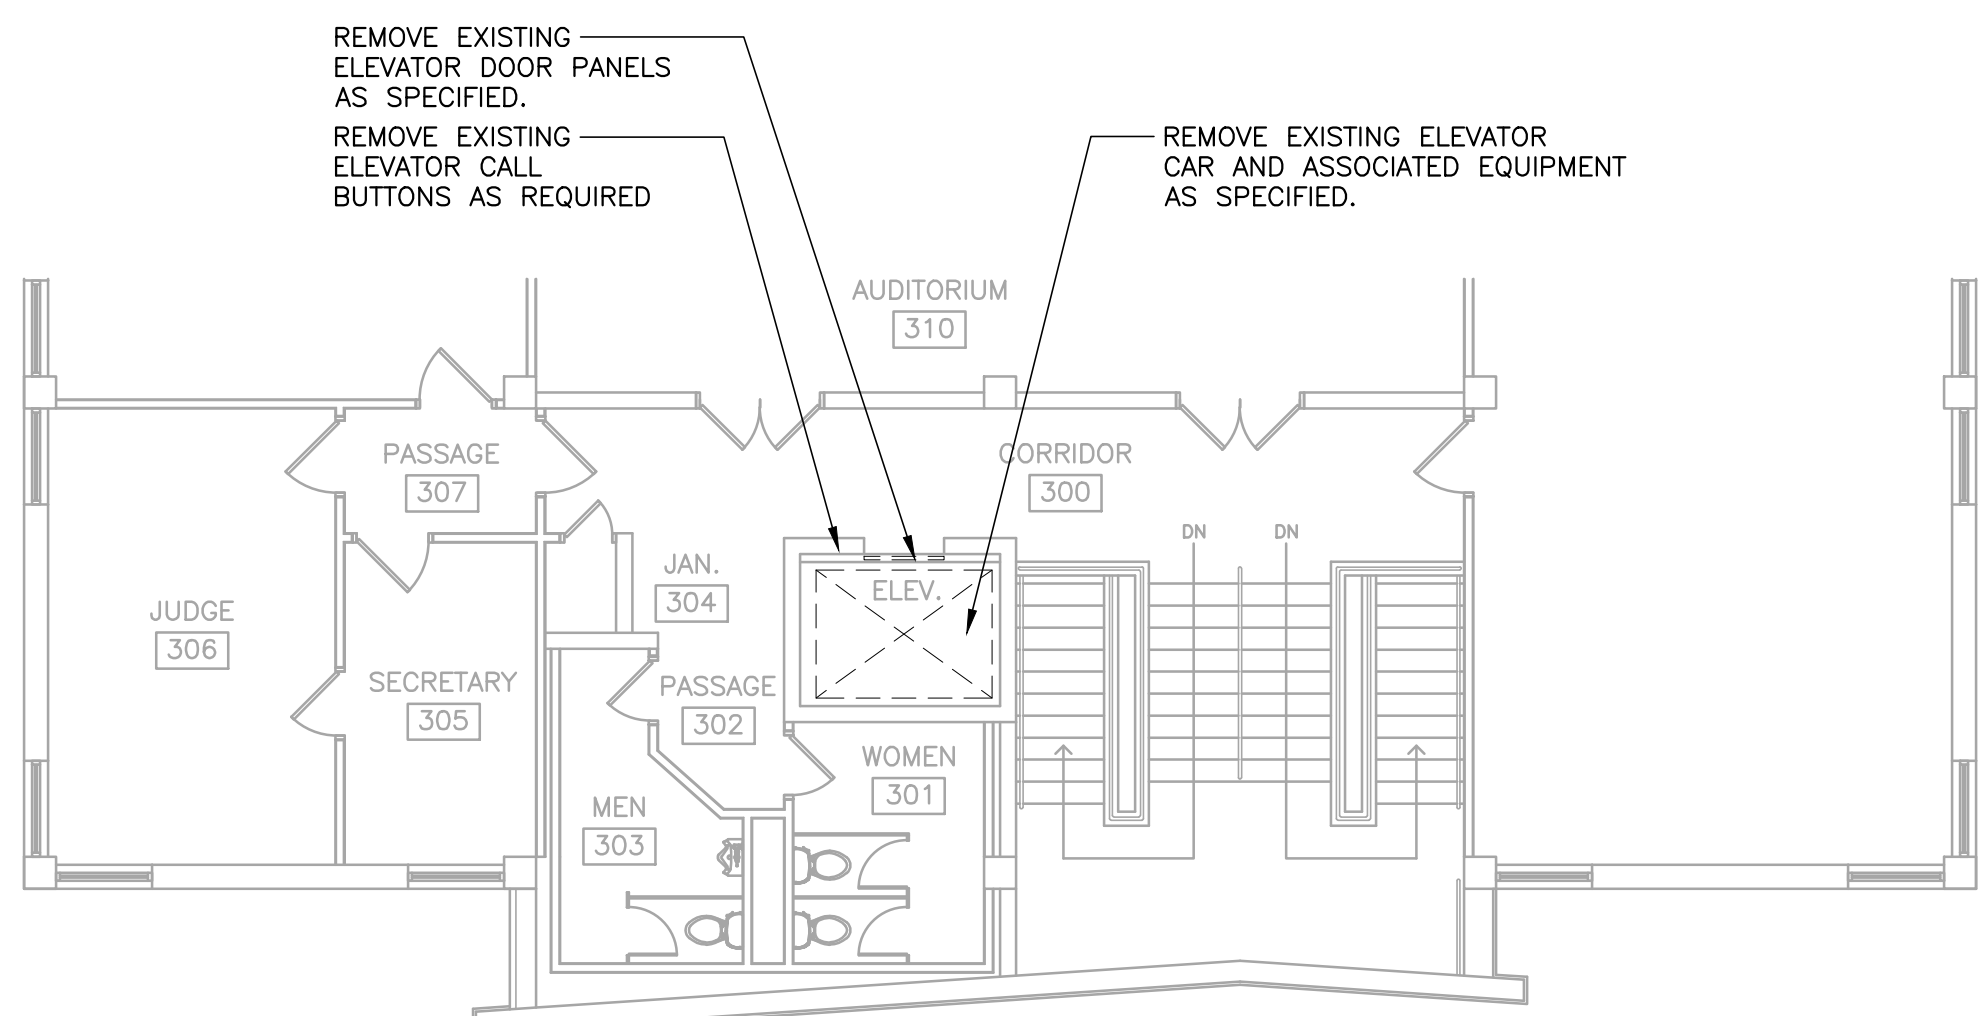 REMOVE EXISTING
ELEVATOR DOOR PANELS
AS SPECIFIED.
REMOVE EXISTING
ELEVATOR CALL
BUTTONS AS REQUIRED
REMOVE EXISTING ELEVATOR
CAR AND ASSOCIATED EQUIPMENT
AS SPECIFIED.
AUDITORIUM
310
PASSAGE
307
CORRIDOR
300
DN
DN
JAN.
304
ELEV.
JUDGE
306
SECRETARY
305
PASSAGE
302
WOMEN
301
MEN
303